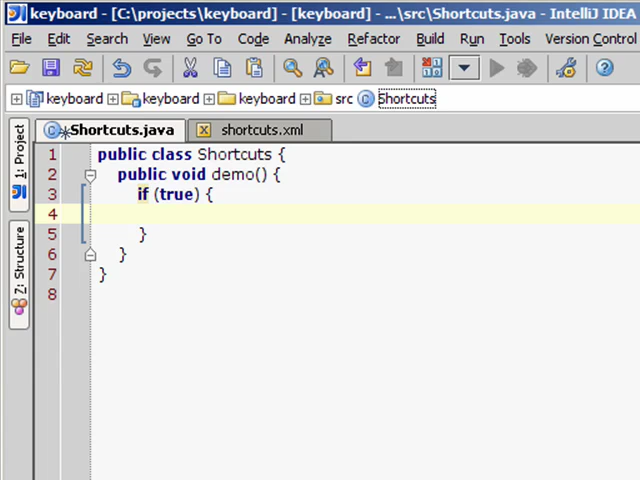 keyboard - [C:\projects\keyboard] - [keyboard] - ...\src\Shortcuts.java - IntelliJ IDEA
File Edit Search View Go To Code Analyze Refactor Build Run Tools Version Control
keyboard keyboard keyboard src Shortcuts
Shortcuts.java shortcuts.xml
1: Project
Z: Structure
1 public class Shortcuts {
2 public void demo() {
3 if (true) {
4
5 }
6 }
7 }
8